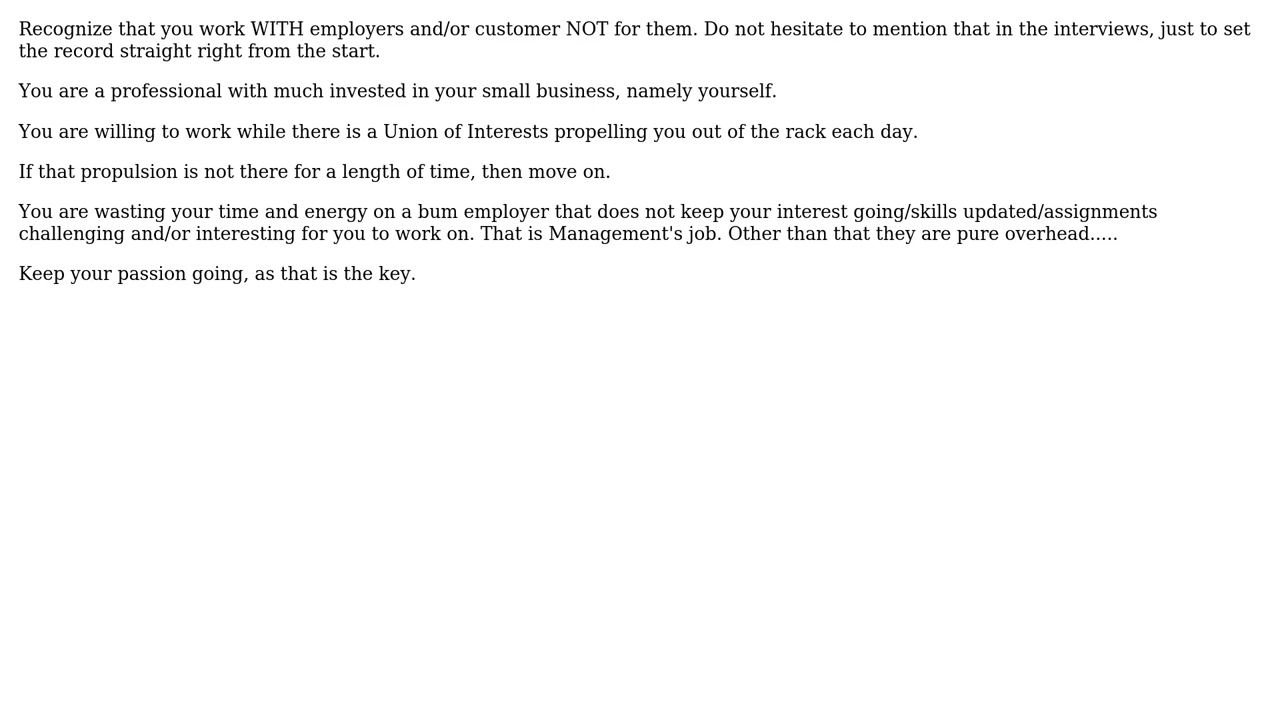 Recognize that you work WITH employers and/or customer NOT for them. Do not hesitate to mention that in the interviews, just to set
the record straight right from the start.
You are a professional with much invested in your small business, namely yourself.
You are willing to work while there is a Union of Interests propelling you out of the rack each day.
If that propulsion is not there for a length of time, then move on.
You are wasting your time and energy on a bum employer that does not keep your interest going/skills updated/assignments
challenging and/or interesting for you to work on. That is Management's job. Other than that they are pure overhead.....
Keep your passion going, as that is the key.